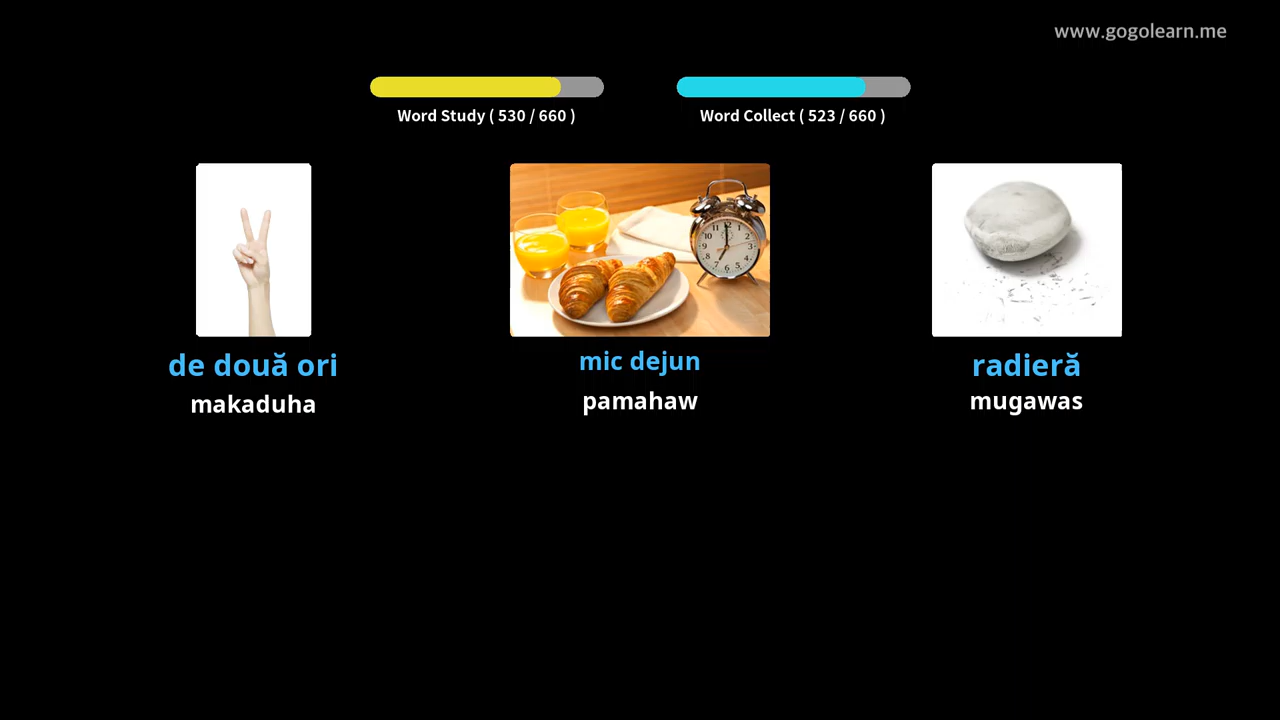 www.gogolearn.me
Word Study ( 530 / 660 )
Word Collect ( 523 / 660 )
de două ori
mic dejun
radieră
makaduha
pamahaw
mugawas